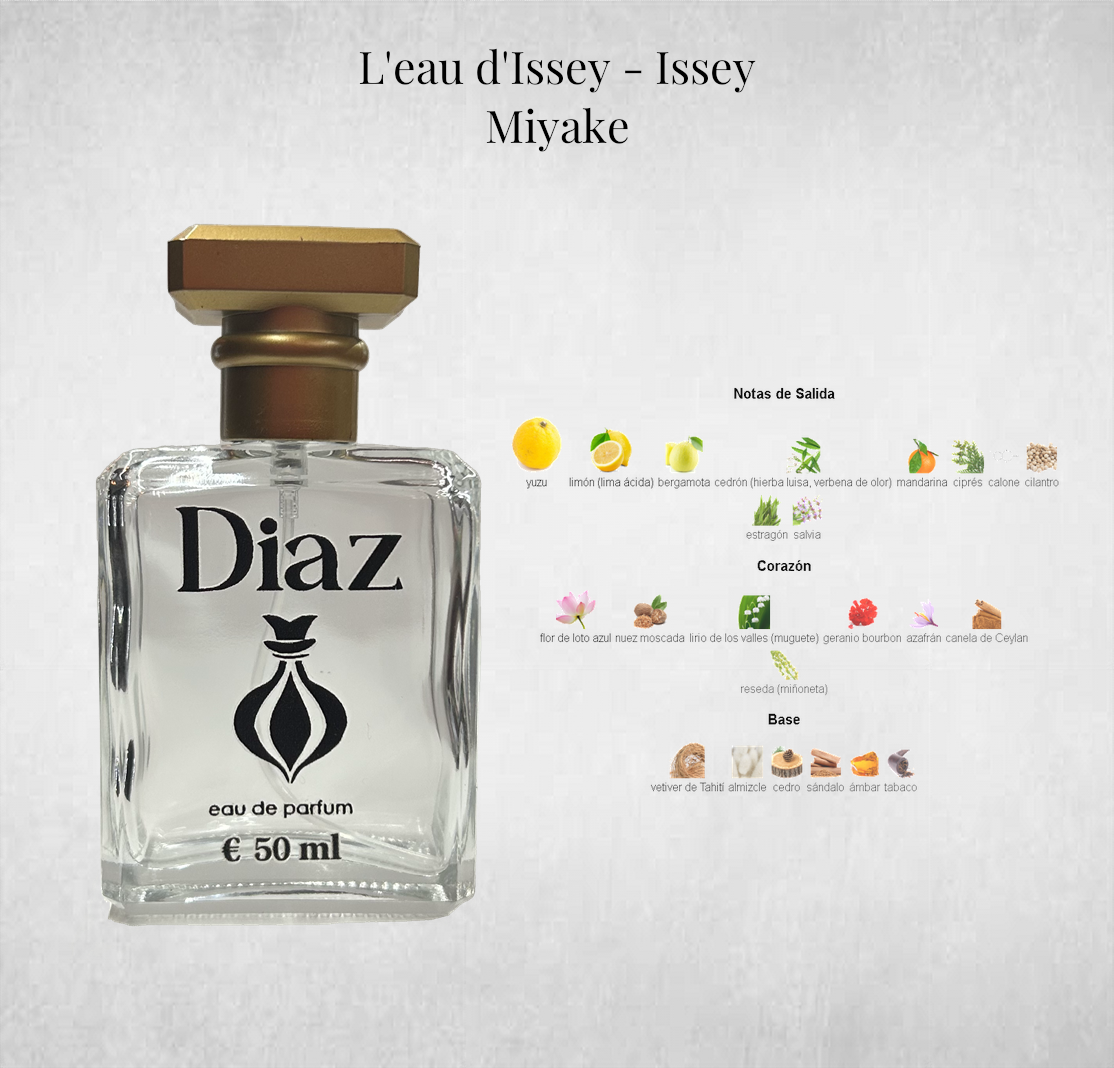 L'eau d'Issey - Issey
Miyake
Diaz
eau de parfum
€ 50 ml
Notas de Salida
yuzu limón (lima ácida) bergamota cedrón (hierba luisa, verbena de olor) mandarina ciprés calone cilantro
estragón salvia
Corazón
flor de loto azul nuez moscada lirio de los valles (muguete) geranio bourbon azafrán canela de Ceylan
reseda (miñoneta)
Base
vetiver de Tahití almizcle cedro sándalo ámbar tabaco